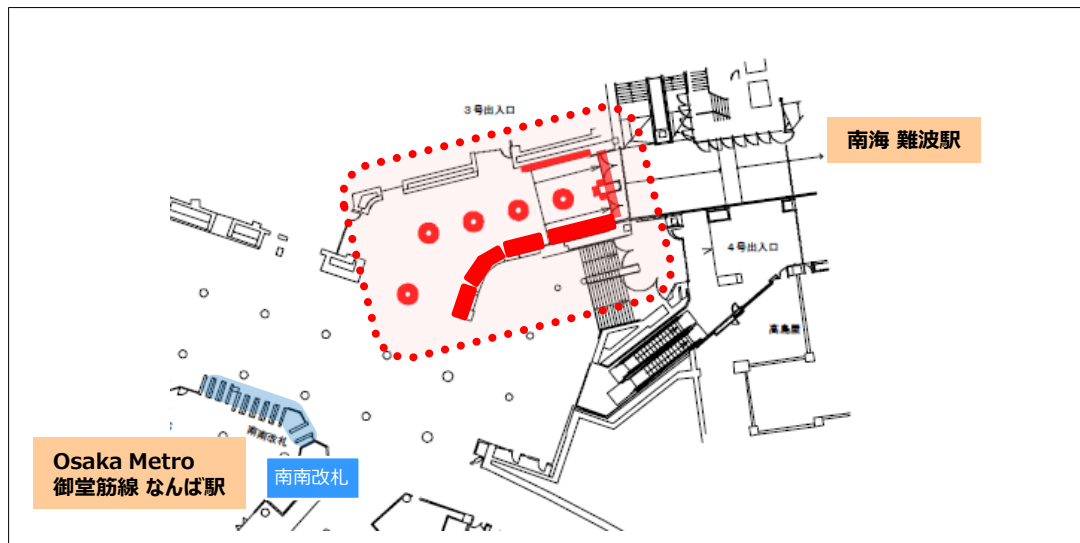 3号出入口
南海 難波駅
4号出入口
高島屋
南南改札
Osaka Metro
御堂筋線 なんば駅
南南改札